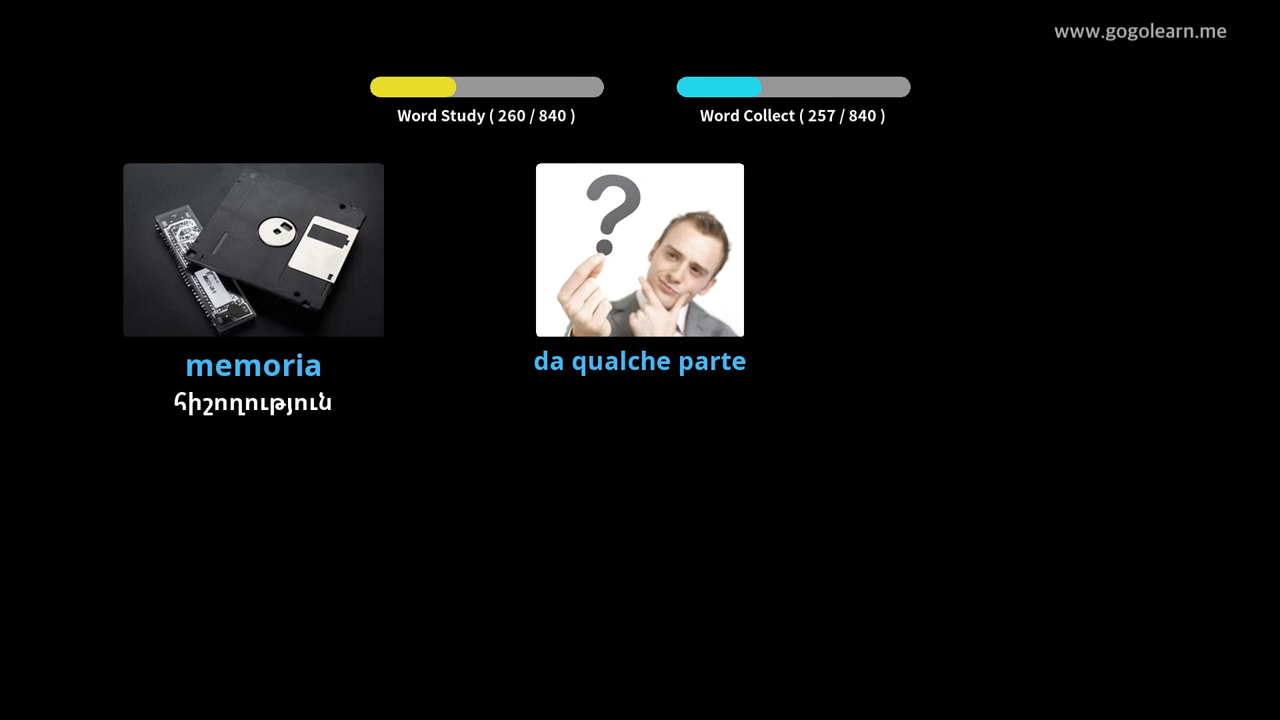 www.gogolearn.me
Word Study ( 260 / 840 )
Word Collect ( 257 / 840 )
memoria
հիշողություն
da qualche parte